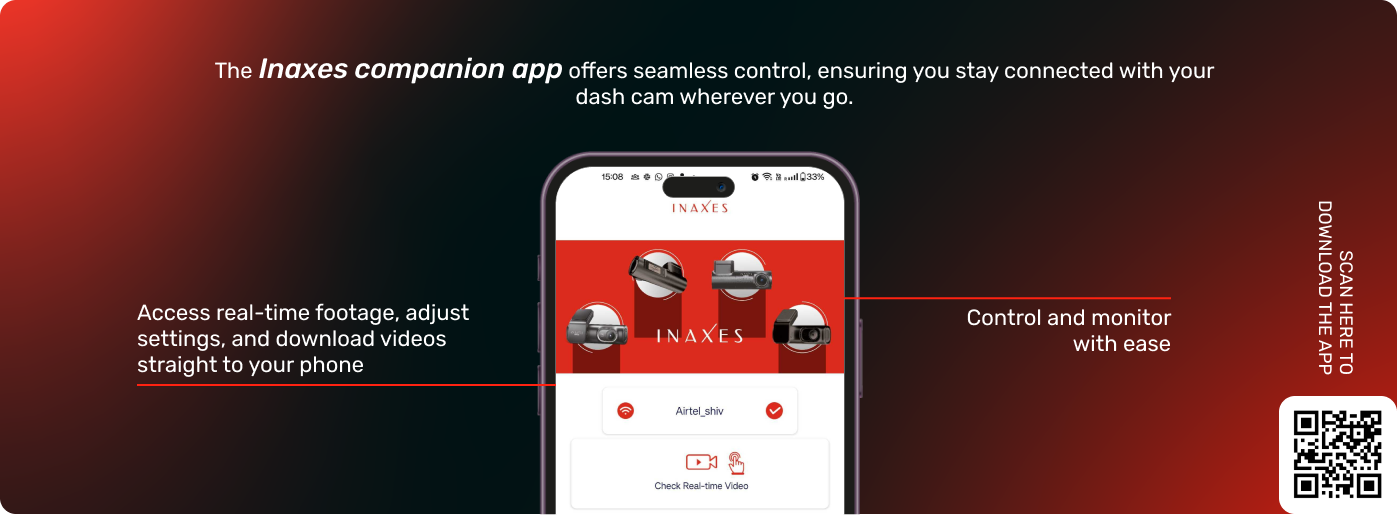 The Inaxes companion app offers seamless control, ensuring you stay connected with your
dash cam wherever you go.
15:08
33%
INAXES
INAXES
Access real-time footage, adjust
settings, and download videos
straight to your phone
Control and monitor
with ease
Airtel_shiv
Check Real-time Video
SCAN HERE TO
DOWNLOAD THE APP